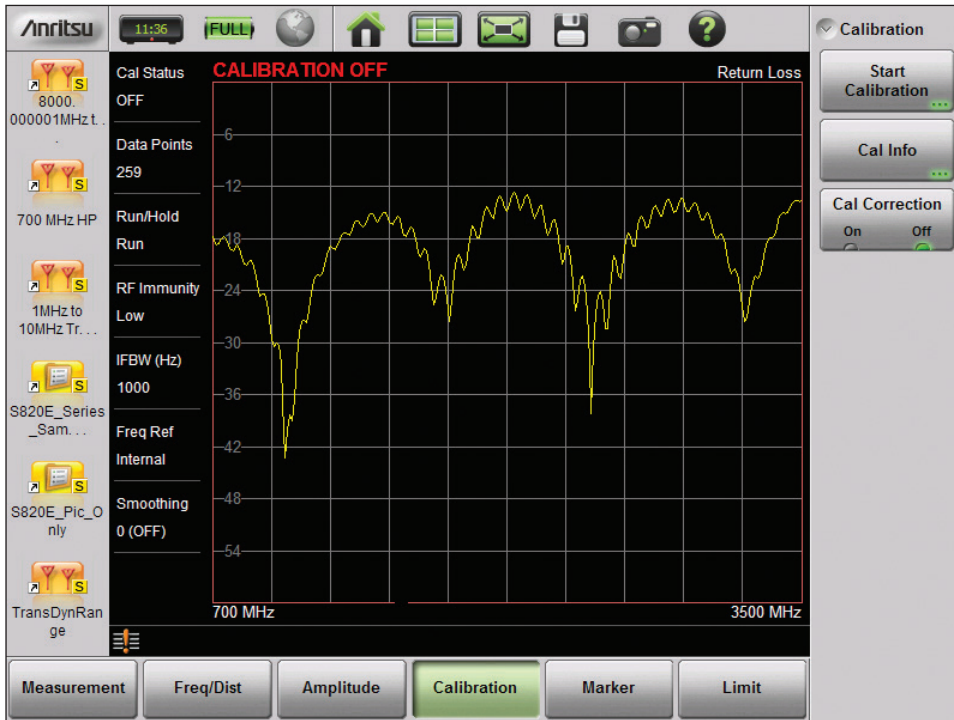 Anritsu
11:36
FULL
?
Calibration
S
8000.
000001MHz t. .
.
S
700 MHz HP
S
1MHz to
10MHz Tr. . .
S
S820E_Series
_Sam. . .
S
S820E_Pic_O
nly
S
TransDynRan
ge
Cal Status
OFF
Data Points
259
Run/Hold
Run
RF Immunity
Low
IFBW (Hz)
1000
Freq Ref
Internal
Smoothing
0 (OFF)
CALIBRATION OFF
Return Loss
-6
-12
-18
-24
-30
-36
-42
-48
-54
700 MHz
3500 MHz
Start
Calibration
Cal Info
Cal Correction
On Off
Measurement
Freq/Dist
Amplitude
Calibration
Marker
Limit